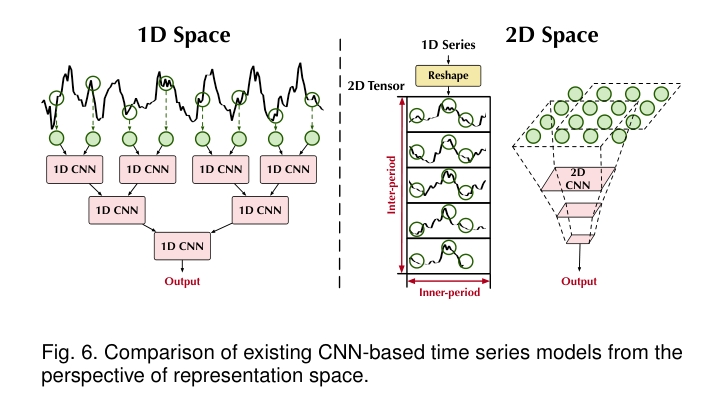 1D Space
1D CNN
1D CNN
1D CNN
1D CNN
1D CNN
1D CNN
1D CNN
Output
2D Space
1D Series
Reshape
2D Tensor
Inter-period
Inner-period
2D
CNN
Output
Fig. 6. Comparison of existing CNN-based time series models from the
perspective of representation space.